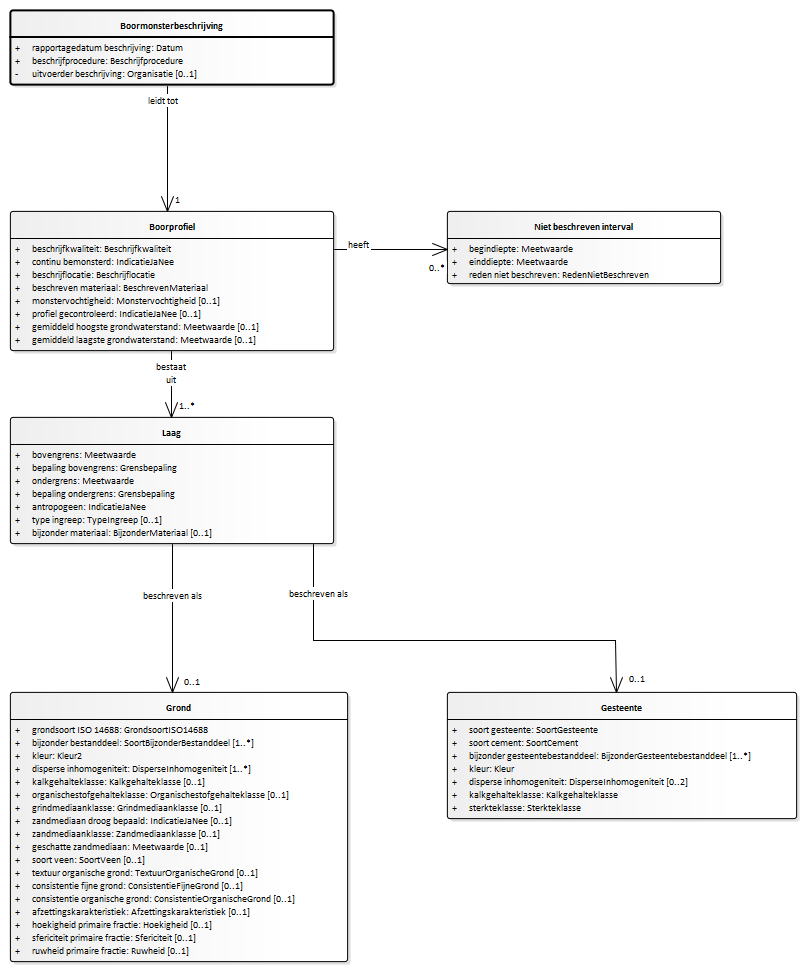 Boormonsterbeschrijving
+ rapportagedatum beschrijving: Datum
+ beschrijfprocedure: Beschrijfprocedure
- uitvoerder beschrijving: Organisatie [0..1]
leidt tot
1
Boorprofiel
+ beschrijfkwaliteit: Beschrijfkwaliteit
+ continu bemonsterd: IndicatieJaNee
+ beschrijflocatie: Beschrijflocatie
+ beschreven materiaal: BeschrevenMateriaal
+ monstervochtigheid: Monstervochtigheid [0..1]
+ profiel gecontroleerd: IndicatieJaNee [0..1]
+ gemiddeld hoogste grondwaterstand: Meetwaarde [0..1]
+ gemiddeld laagste grondwaterstand: Meetwaarde [0..1]
heeft
0..*
Niet beschreven interval
+ begindiepte: Meetwaarde
+ einddiepte: Meetwaarde
+ reden niet beschreven: RedenNietBeschreven
bestaat
uit
1..*
Laag
+ bovengrens: Meetwaarde
+ bepaling bovengrens: Grensbepaling
+ ondergrens: Meetwaarde
+ bepaling ondergrens: Grensbepaling
+ antropogeen: IndicatieJaNee
+ type ingreep: TypeIngreep [0..1]
+ bijzonder materiaal: BijzonderMateriaal [0..1]
beschreven als
beschreven als
0..1
0..1
Grond
+ grondsoort ISO 14688: GrondsoortISO14688
+ bijzonder bestanddeel: SoortBijzonderBestanddeel [1..*]
+ kleur: Kleur2
+ disperse inhomogeniteit: DisperseInhomogeniteit [1..*]
+ kalkgehalteklasse: Kalkgehalteklasse [0..1]
+ organischestofgehalteklasse: Organischestofgehalteklasse [0..1]
+ grindmediaanklasse: Grindmediaanklasse [0..1]
+ zandmediaan droog bepaald: IndicatieJaNee [0..1]
+ zandmediaanklasse: Zandmediaanklasse [0..1]
+ geschatte zandmediaan: Meetwaarde [0..1]
+ soort veen: SoortVeen [0..1]
+ textuur organische grond: TextuurOrganischeGrond [0..1]
+ consistentie fijne grond: ConsistentieFijneGrond [0..1]
+ consistentie organische grond: ConsistentieOrganischeGrond [0..1]
+ afzettingskarakteristiek: Afzettingskarakteristiek [0..1]
+ hoekigheid primaire fractie: Hoekigheid [0..1]
+ sfericiteit primaire fractie: Sfericiteit [0..1]
+ ruwheid primaire fractie: Ruwheid [0..1]
Gesteente
+ soort gesteente: SoortGesteente
+ soort cement: SoortCement
+ bijzonder gesteentebestanddeel: BijzonderGesteentebestanddeel [1..*]
+ kleur: Kleur
+ disperse inhomogeniteit: DisperseInhomogeniteit [0..2]
+ kalkgehalteklasse: Kalkgehalteklasse
+ sterkteklasse: Sterkteklasse